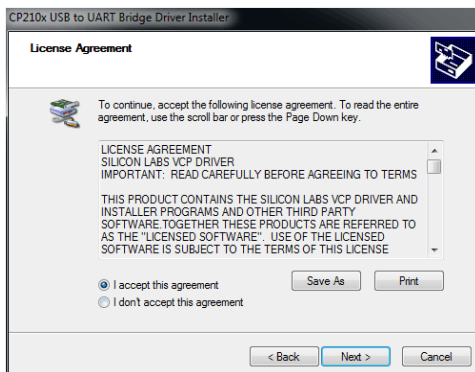 CP210x USB to UART Bridge Driver Installer
License Agreement
To continue, accept the following license agreement. To read the entire
agreement, use the scroll bar or press the Page Down key.
LICENSE AGREEMENT
SILICON LABS VCP DRIVER
IMPORTANT:  READ CAREFULLY BEFORE AGREEING TO TERMS
THIS PRODUCT CONTAINS THE SILICON LABS VCP DRIVER AND
INSTALLER PROGRAMS AND OTHER THIRD PARTY
SOFTWARE.TOGETHER THESE PRODUCTS ARE REFERRED TO
AS THE "LICENSED SOFTWARE".  USE OF THE LICENSED
SOFTWARE IS SUBJECT TO THE TERMS OF THIS LICENSE
I accept this agreement
I don't accept this agreement
Save As
Print
< Back
Next >
Cancel